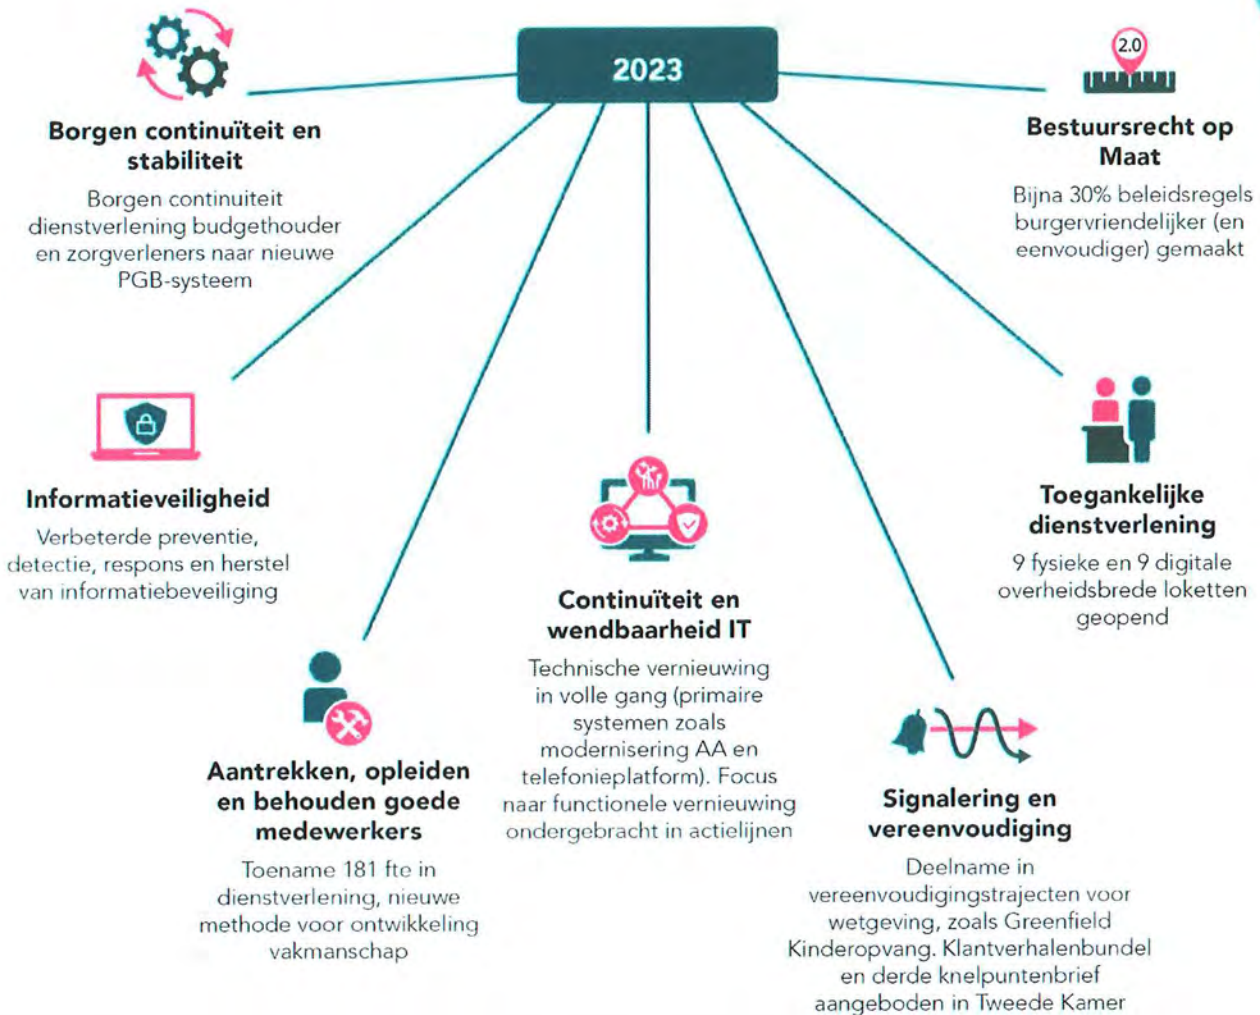 2023
Borgen continuïteit en
stabiliteit
Borgen continuiteit
dienstverlening budgethouder
en zorgverleners naar nieuwe
PGB-systeem
2.0
Bestuursrecht op
Maat
Bijna 30% beleidsregels
burgervriendelijker (en
eenvoudiger) gemaakt
Informatieveiligheid
Verbeterde preventie,
detectie, respons en herstel
van informatiebeveiliging
Toegankelijke
dienstverlening
9 fysieke en 9 digitale
overheidsbrede loketten
geopend
Aantrekken, opleiden
en behouden goede
medewerkers
Toename 181 fte in
dienstverlening, nieuwe
methode voor ontwikkeling
vakmanschap
Continuïteit en
wendbaarheid IT
Technische vernieuwing
in volle gang (primaire
systemen zoals
modernisering AA en
telefonieplatform). Focus
naar functionele vernieuwing
ondergebracht in actielijnen
Signalering en
vereenvoudiging
Deelname in
vereenvoudigingstrajecten voor
wetgeving, zoals Greenfield
Kinderopvang. Klantverhalenbundel
en derde knelpuntenbrief
aangeboden in Tweede Kamer